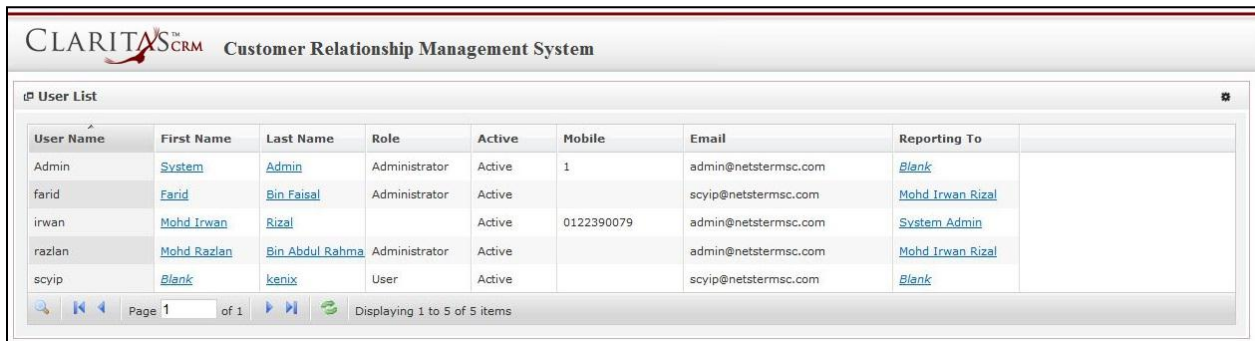 CLARITAS™ CRM Customer Relationship Management System
User List
User Name First Name Last Name Role Active Mobile Email Reporting To
Admin System Admin Administrator Active 1 admin@netstermsc.com Blank
farid Farid Bin Faisal Administrator Active scyip@netstermsc.com Mohd Irwan Rizal
irwan Mohd Irwan Rizal Active 0122390079 admin@netstermsc.com System Admin
razlan Mohd Razlan Bin Abdul Rahma Administrator Active admin@netstermsc.com Mohd Irwan Rizal
scyip Blank kenix User Active scyip@netstermsc.com Blank
Page 1 of 1 Displaying 1 to 5 of 5 items